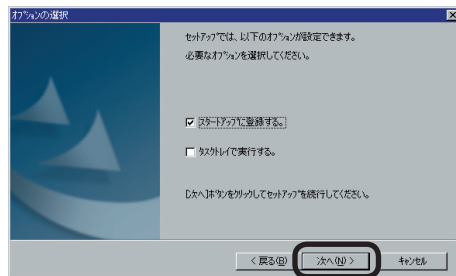 オプションの選択
セットアップでは、以下のオプションが設定できます。
必要なオプションを選択してください。
スタートアップに登録する。
タスクトレイで実行する。
[次へ]ボタンをクリックしてセットアップを続行してください。
< 戻る(B)
次へ(N) >
キャンセル